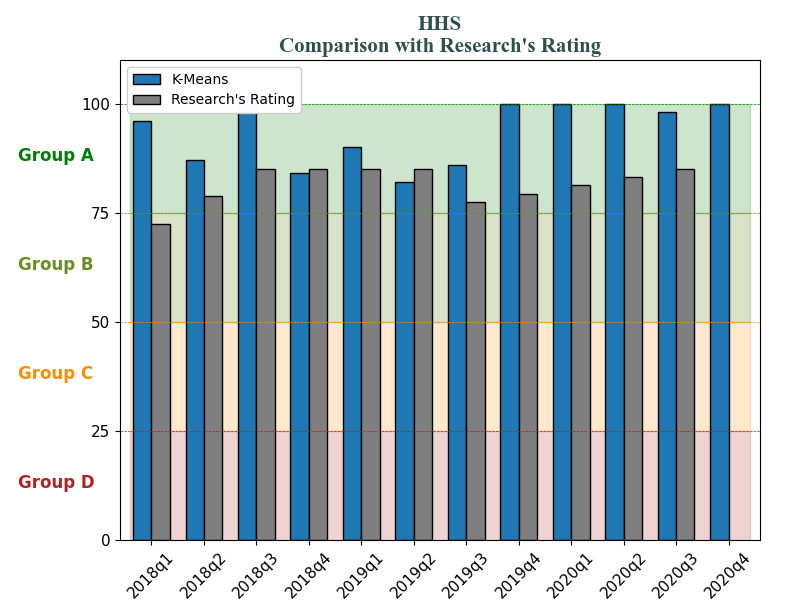 HHS
Comparison with Research's Rating
K-Means
Research's Rating
100
Group A
75
Group B
50
Group C
25
Group D
0
2018q1
2018q2
2018q3
2018q4
2019q1
2019q2
2019q3
2019q4
2020q1
2020q2
2020q3
2020q4